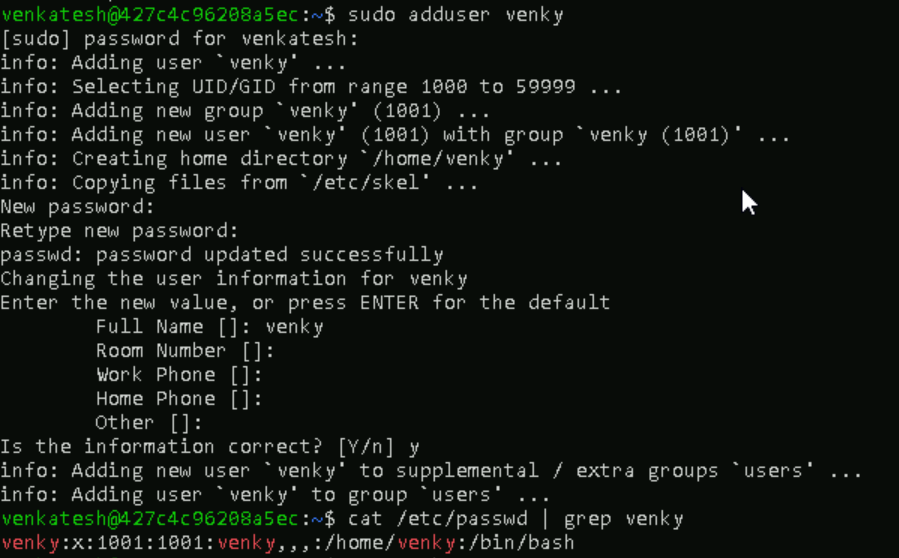 venkatesh@427c4c96208a5ec:~$ sudo adduser venky
[sudo] password for venkatesh:
info: Adding user `venky' ...
info: Selecting UID/GID from range 1000 to 59999 ...
info: Adding new group `venky' (1001) ...
info: Adding new user `venky' (1001) with group `venky (1001)' ...
info: Creating home directory `/home/venky' ...
info: Copying files from `/etc/skel' ...
New password:
Retype new password:
passwd: password updated successfully
Changing the user information for venky
Enter the new value, or press ENTER for the default
        Full Name []: venky
        Room Number []:
        Work Phone []:
        Home Phone []:
        Other []:
Is the information correct? [Y/n] y
info: Adding new user `venky' to supplemental / extra groups `users' ...
info: Adding user `venky' to group `users' ...
venkatesh@427c4c96208a5ec:~$ cat /etc/passwd | grep venky
venky:x:1001:1001:venky,,,:/home/venky:/bin/bash